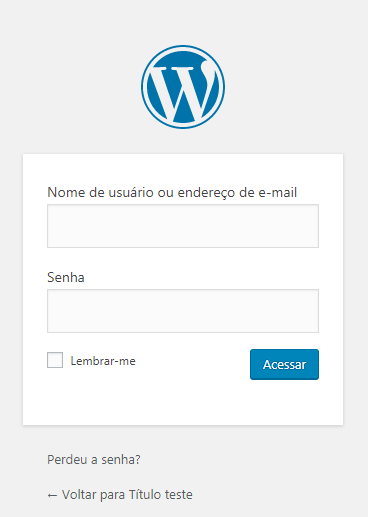 Nome de usuário ou endereço de e-mail
Senha
Lembrar-me
Acessar
Perdeu a senha?
← Voltar para Título teste